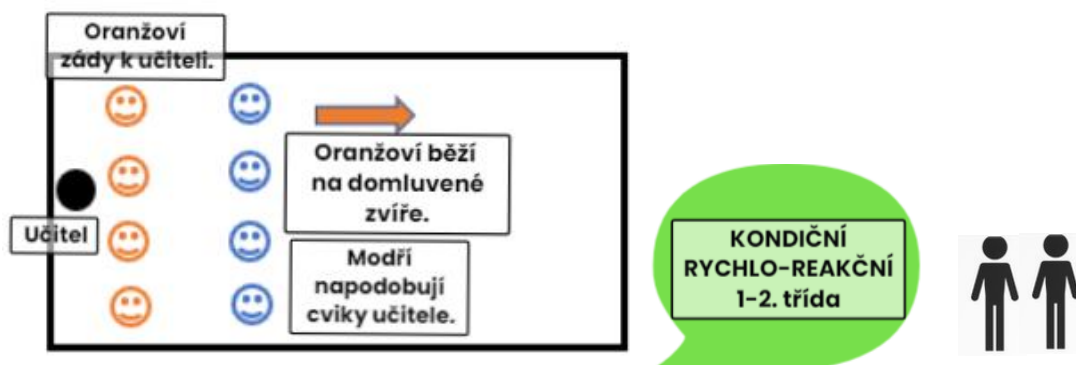 Oranžoví
zády k učiteli.
Oranžoví běží
na domluvené
zvíře.
Učitel
Modří
napodobují
cviky učitele.
KONDIČNÍ
RYCHLO-REAKČNÍ
1-2. třída